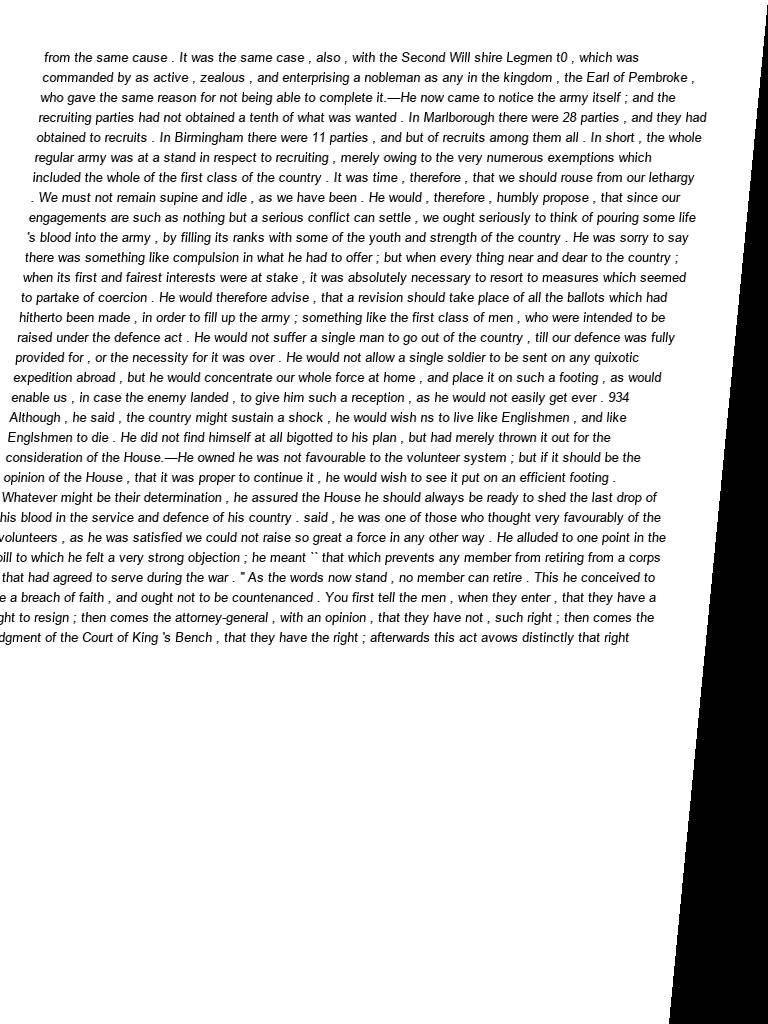 from the same cause . It was the same case , also , with the Second Will shire Legmen t0 , which was
commanded by as active , zealous , and enterprising a nobleman as any in the kingdom , the Earl of Pembroke ,
who gave the same reason for not being able to complete it.—He now came to notice the army itself ; and the
recruiting parties had not obtained a tenth of what was wanted . In Marlborough there were 28 parties , and they had
obtained to recruits . In Birmingham there were 11 parties , and but of recruits among them all . In short , the whole
regular army was at a stand in respect to recruiting , merely owing to the very numerous exemptions which
included the whole of the first class of the country . It was time , therefore , that we should rouse from our lethargy
. We must not remain supine and idle , as we have been . He would , therefore , humbly propose , that since our
engagements are such as nothing but a serious conflict can settle , we ought seriously to think of pouring some life
's blood into the army , by filling its ranks with some of the youth and strength of the country . He was sorry to say
there was something like compulsion in what he had to offer ; but when every thing near and dear to the country ;
when its first and fairest interests were at stake , it was absolutely necessary to resort to measures which seemed
to partake of coercion . He would therefore advise , that a revision should take place of all the ballots which had
hitherto been made , in order to fill up the army ; something like the first class of men , who were intended to be
raised under the defence act . He would not suffer a single man to go out of the country , till our defence was fully
provided for , or the necessity for it was over . He would not allow a single soldier to be sent on any quixotic
expedition abroad , but he would concentrate our whole force at home , and place it on such a footing , as would
enable us , in case the enemy landed , to give him such a reception , as he would not easily get ever . 934
Although , he said , the country might sustain a shock , he would wish ns to live like Englishmen , and like
Englshmen to die . He did not find himself at all bigotted to his plan , but had merely thrown it out for the
consideration of the House.—He owned he was not favourable to the volunteer system ; but if it should be the
opinion of the House , that it was proper to continue it , he would wish to see it put on an efficient footing .
Whatever might be their determination , he assured the House he should always be ready to shed the last drop of
his blood in the service and defence of his country . said , he was one of those who thought very favourably of the
volunteers , as he was satisfied we could not raise so great a force in any other way . He alluded to one point in the
bill to which he felt a very strong objection ; he meant `` that which prevents any member from retiring from a corps
that had agreed to serve during the war . '' As the words now stand , no member can retire . This he conceived to
a breach of faith , and ought not to be countenanced . You first tell the men , when they enter , that they have a
to resign ; then comes the attorney-general , with an opinion , that they have not , such right ; then comes the
of the Court of King 's Bench , that they have the right ; afterwards this act avows distinctly that right